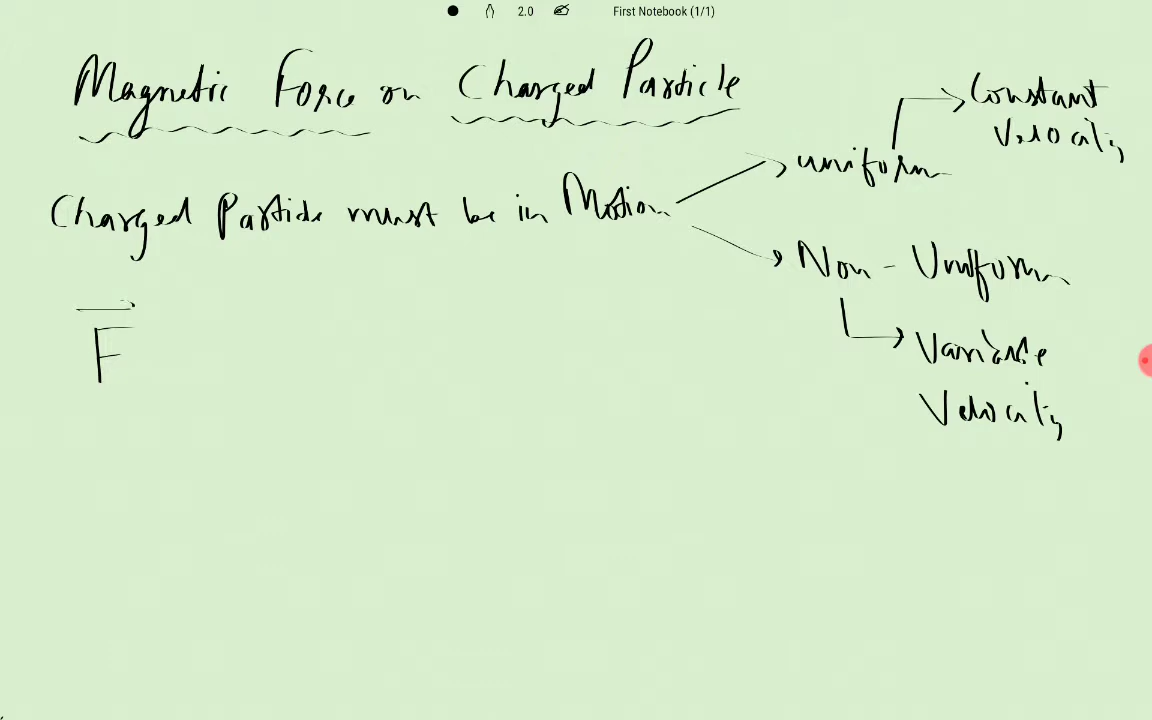 2.0 First Notebook (1/1)
Magnetic Force on Charged Particle
Constant
Velocity
uniform
Charged Particle must be in Motion
Non - Uniform
F
Variable
Velocity